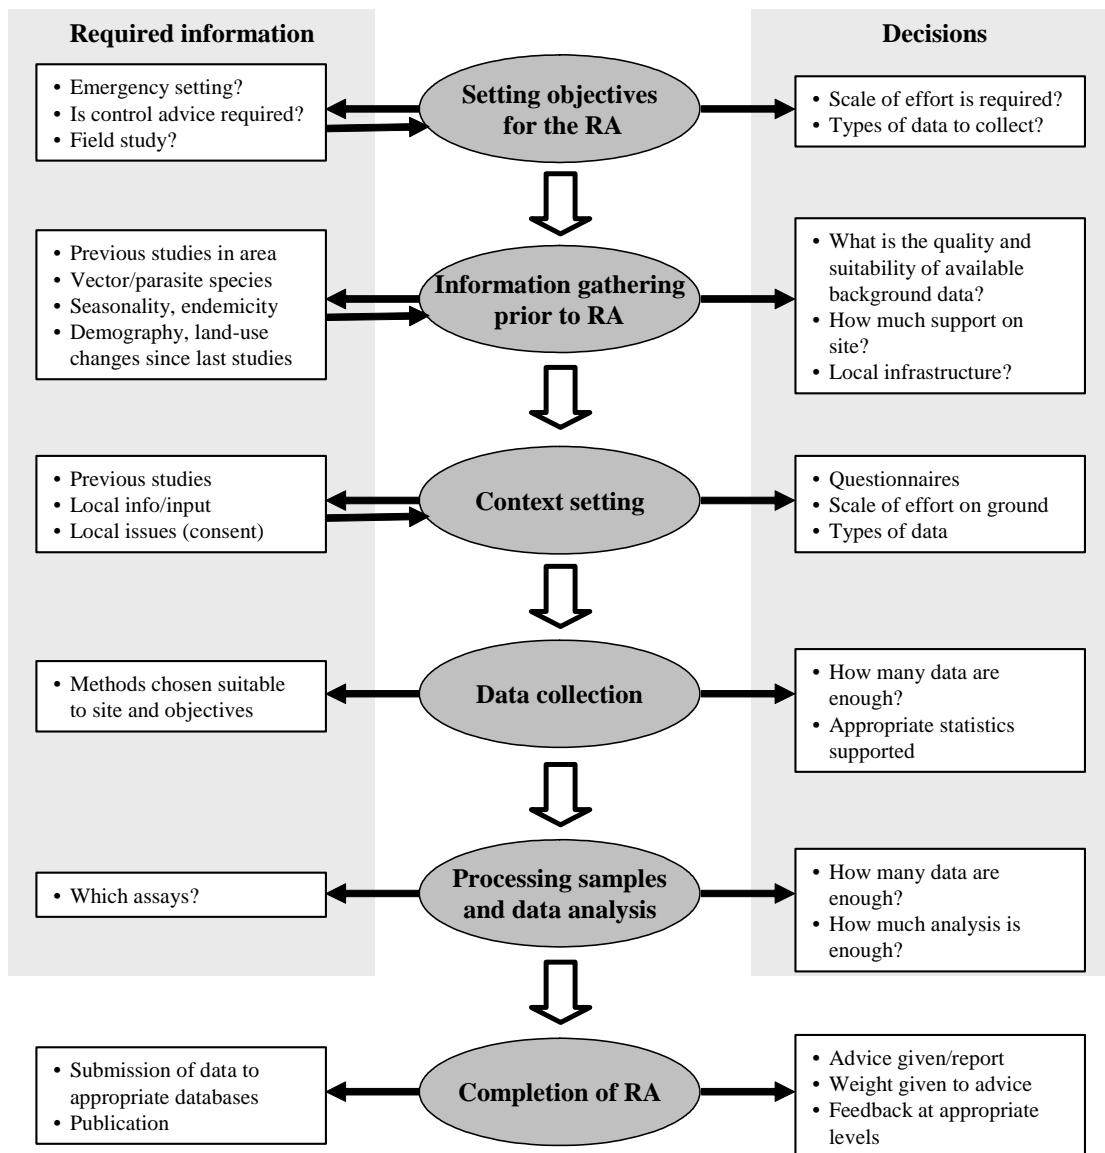 Required information
Decisions
• Emergency setting?
• Is control advice required?
• Field study?
Setting objectives
for the RA
• Scale of effort is required?
• Types of data to collect?
• Previous studies in area
• Vector/parasite species
• Seasonality, endemicity
• Demography, land-use
changes since last studies
Information gathering
prior to RA
• What is the quality and
suitability of available
background data?
• How much support on
site?
• Local infrastructure?
• Previous studies
• Local info/input
• Local issues (consent)
Context setting
• Questionnaires
• Scale of effort on ground
• Types of data
• Methods chosen suitable
to site and objectives
Data collection
• How many data are
enough?
• Appropriate statistics
supported
• Which assays?
Processing samples
and data analysis
• How many data are
enough?
• How much analysis is
enough?
• Submission of data to
appropriate databases
• Publication
Completion of RA
• Advice given/report
• Weight given to advice
• Feedback at appropriate
levels